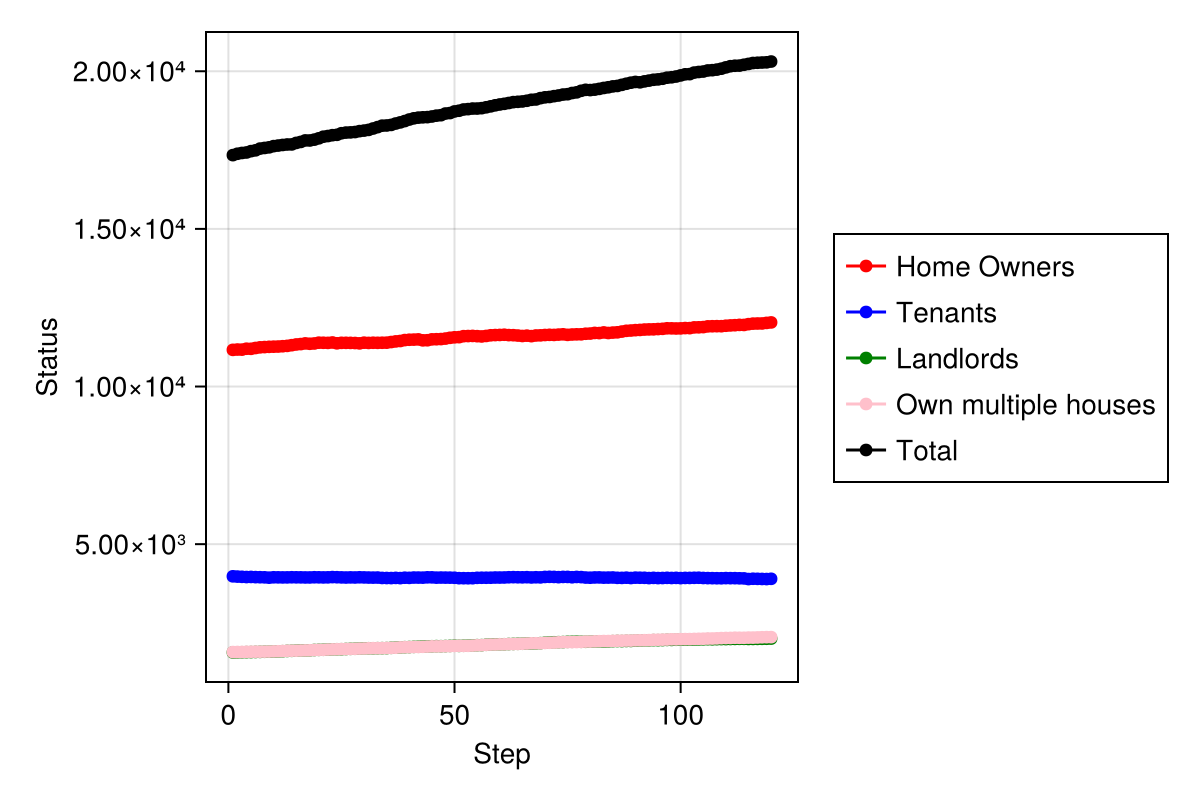 2.00×10⁴
1.50×10⁴
1.00×10⁴
5.00×10³
Status
0
50
100
Step
Home Owners
Tenants
Landlords
Own multiple houses
Total